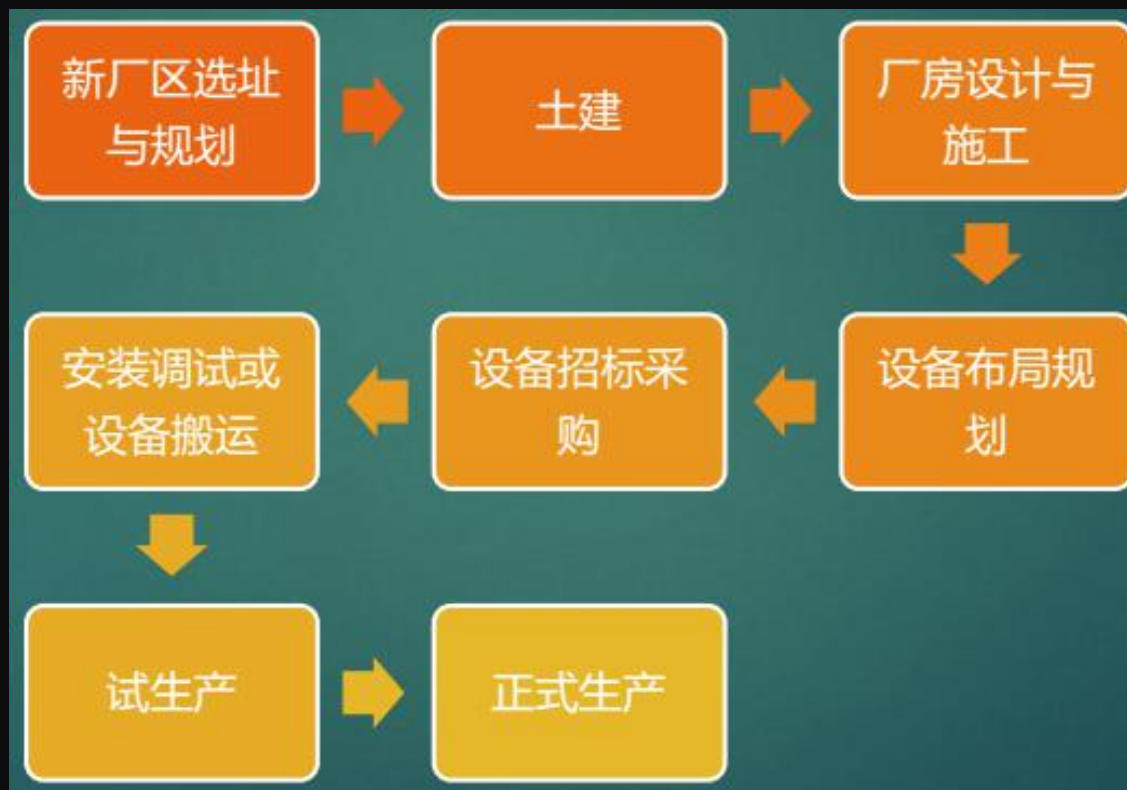 新厂区选址
与规划
土建
厂房设计与
施工
设备布局规
划
设备招标采
购
安装调试或
设备搬运
试生产
正式生产